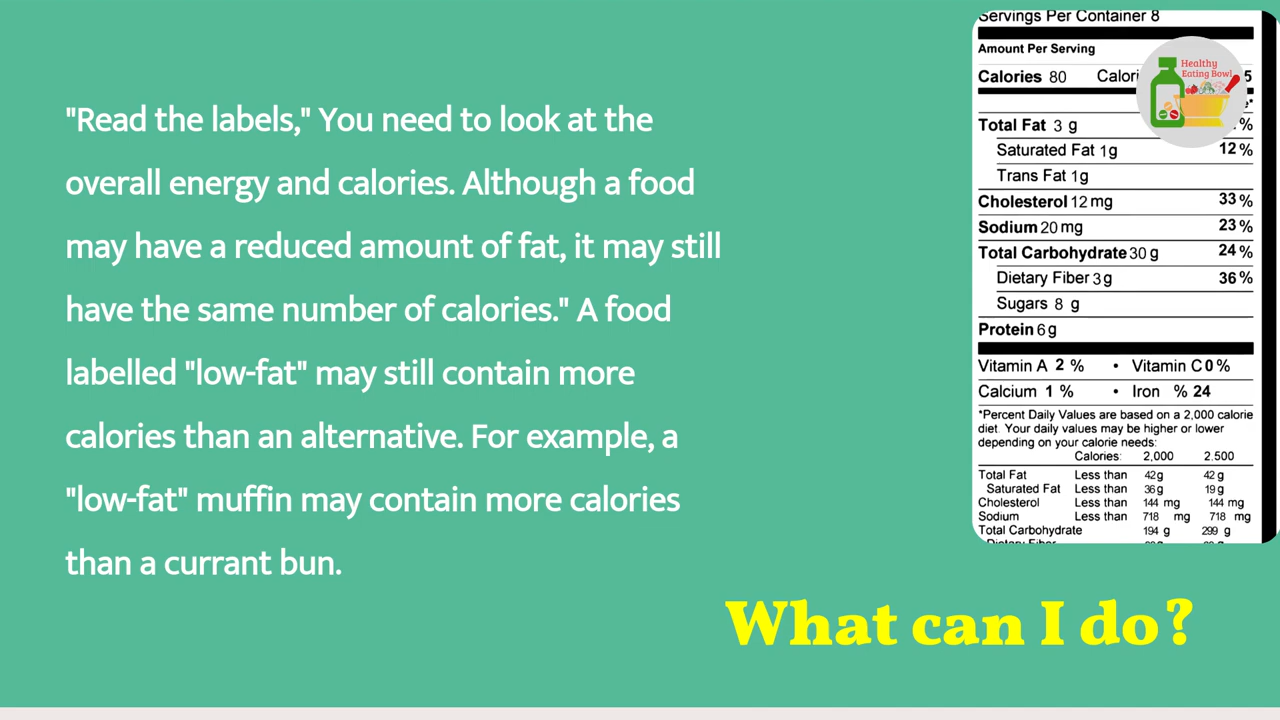 "Read the labels," You need to look at the
overall energy and calories. Although a food
may have a reduced amount of fat, it may still
have the same number of calories." A food
labelled "low-fat" may still contain more
calories than an alternative. For example, a
"low-fat" muffin may contain more calories
than a currant bun.
Servings Per Container 8
Amount Per Serving
Healthy
Eating Bowl
Calories 80 Calori 5
Total Fat 3 g %
Saturated Fat 1g 12 %
Trans Fat 1g
Cholesterol 12 mg 33 %
Sodium 20 mg 23 %
Total Carbohydrate 30 g 24 %
Dietary Fiber 3 g 36 %
Sugars 8 g
Protein 6 g
Vitamin A 2 % • Vitamin C 0 %
Calcium 1 % • Iron % 24
*Percent Daily Values are based on a 2,000 calorie
diet. Your daily values may be higher or lower
depending on your calorie needs:
Calories: 2,000 2.500
Total Fat Less than 42 g 42 g
Saturated Fat Less than 36 g 19 g
Cholesterol Less than 144 mg 144 mg
Sodium Less than 718 mg 718 mg
Total Carbohydrate 194 g 299 g
Dietary Fiber
What can I do?